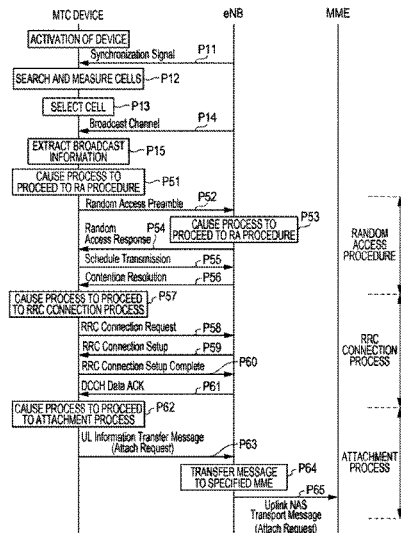 MTC DEVICE
eNB
MME
ACTIVATION OF DEVICE
Synchronization Signal
P11
SEARCH AND MEASURE CELLS
P12
SELECT CELL
P13
Broadcast Channel
P14
EXTRACT BROADCAST
INFORMATION
P15
CAUSE PROCESS TO
PROCEED TO RA PROCEDURE
P51
Random Access Preamble
P52
CAUSE PROCESS TO
PROCEED TO RA PROCEDURE
P53
Random
Access Response
P54
Schedule Transmission
P55
Contention Resolution
P56
RANDOM
ACCESS
PROCEDURE
CAUSE PROCESS TO PROCEED
TO RRC CONNECTION PROCESS
P57
RRC Connection Request
P58
RRC Connection Setup
P59
RRC Connection Setup Complete
P60
DCCH Data ACK
P61
RRC
CONNECTION
PROCESS
CAUSE PROCESS TO PROCEED
TO ATTACHMENT PROCESS
P62
UL Information Transfer Message
(Attach Request)
P63
TRANSFER MESSAGE
TO SPECIFIED MME
P64
P65
Uplink NAS
Transport Message
(Attach Request)
ATTACHMENT
PROCESS